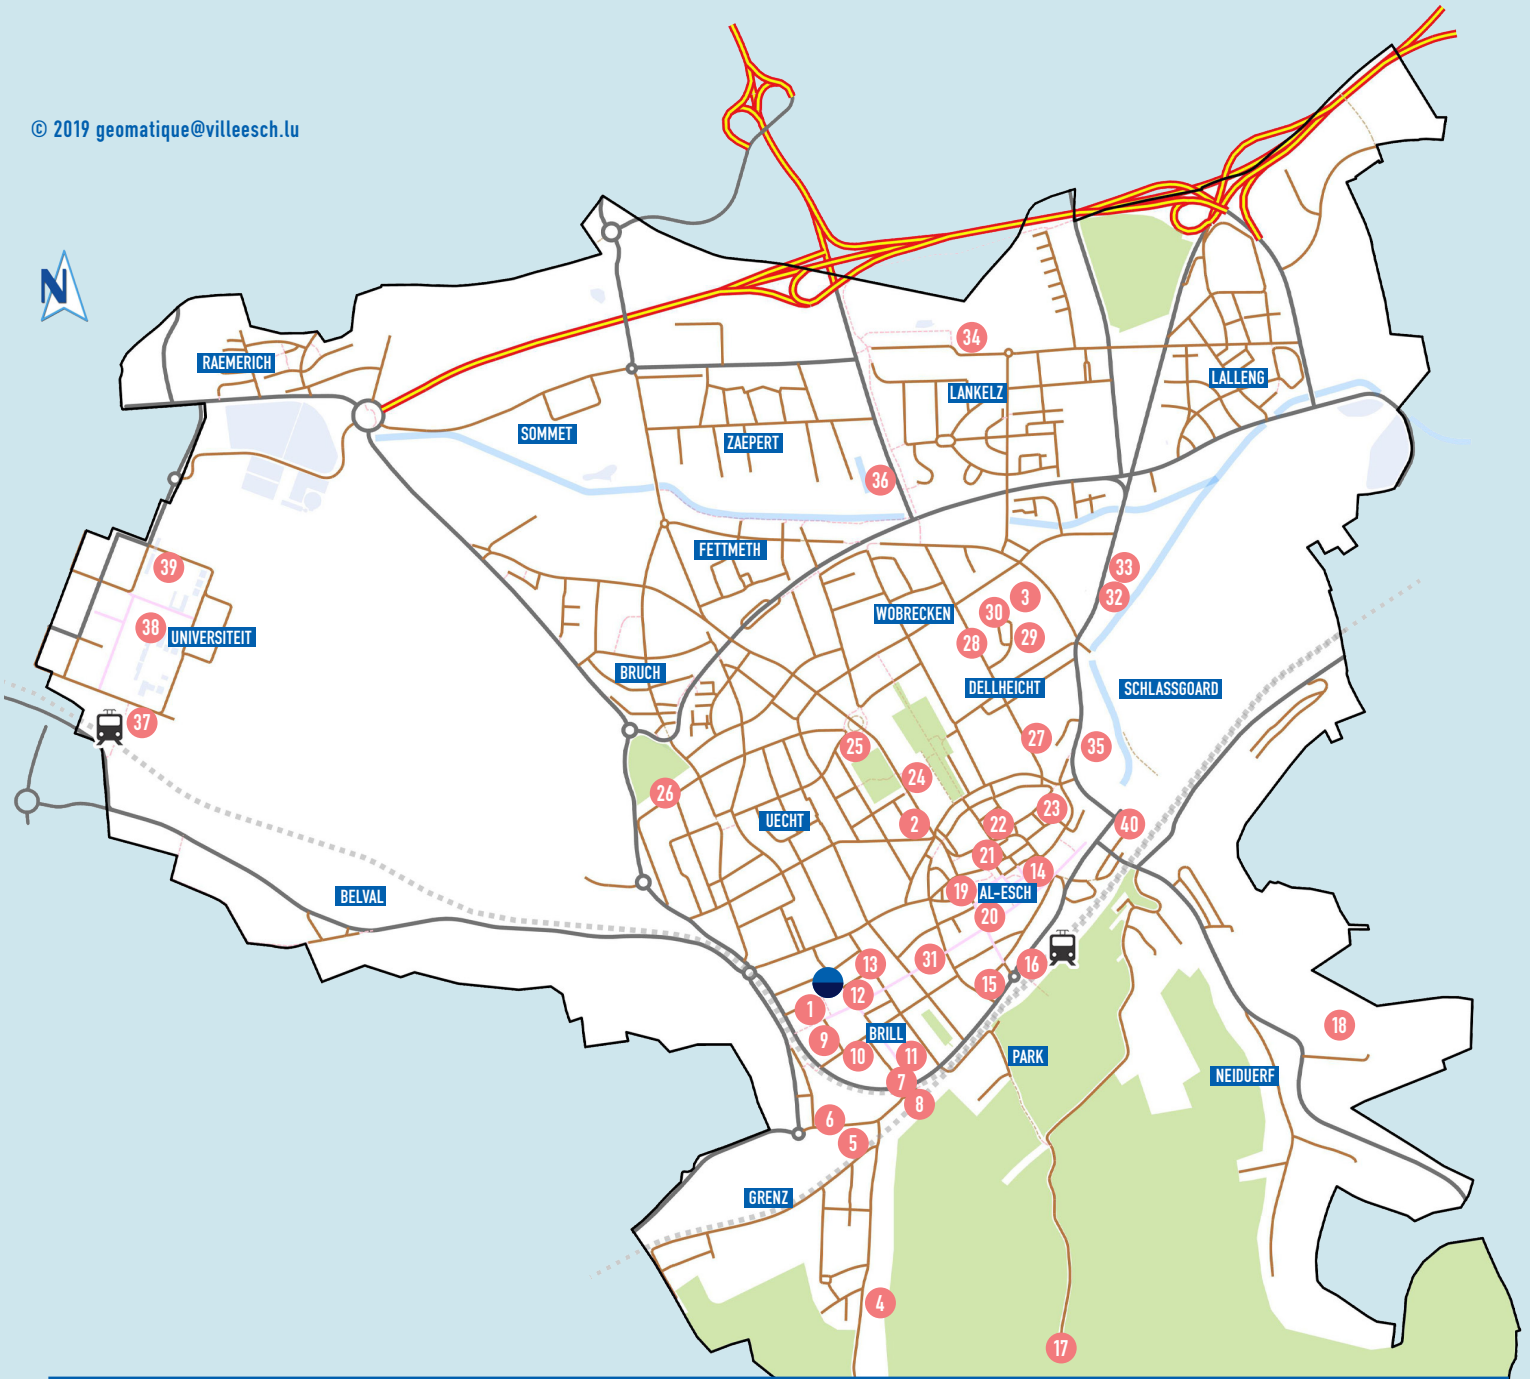 © 2019 geomatique@villeesch.lu
N
34
RAEMERICH
LALLENG
LANKELZ
SOMMET
ZAEPERT
36
FETTMETH
39
33
3
32
WOBRECKEN
30
38
UNIVERSITEIT
28
29
BRUCH
DELLHEICHT
SCHLASSGOARD
37
27
25
35
24
26
23
UECHT
2
22
40
21
14
BELVAL
19
AL-ESCH
20
13
31
16
15
12
1
18
BRILL
9
10
11
PARK
NEIDUERF
7
8
6
5
GRENZ
4
17